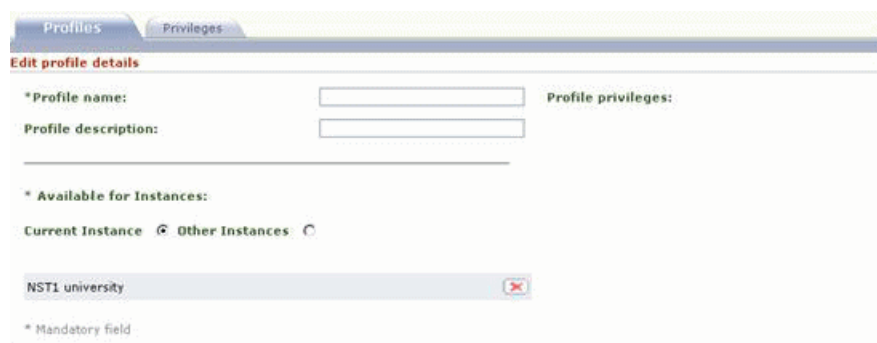 Profiles Privileges
Edit profile details
*Profile name: Profile privileges:
Profile description:
* Available for Instances:
Current Instance Other Instances
NST1 university
* Mandatory field